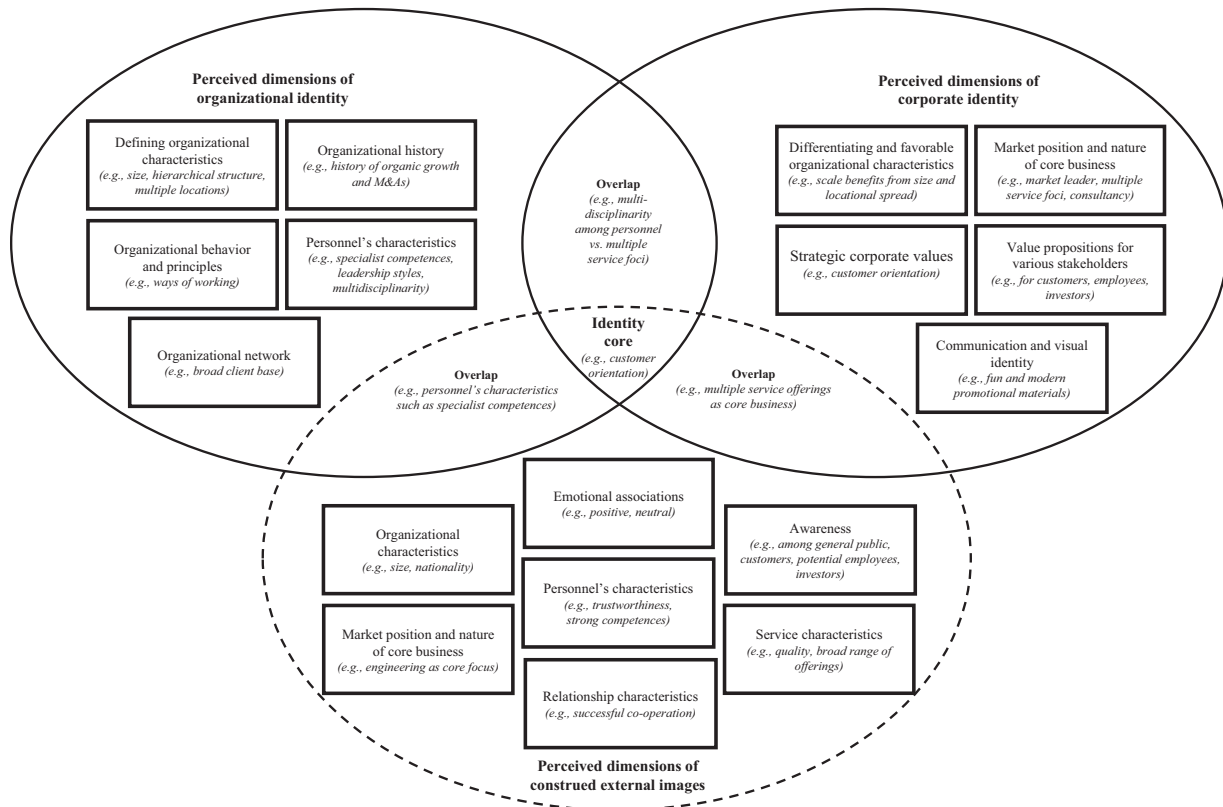 Perceived dimensions of
organizational identity
Defining organizational
characteristics
(e.g., size, hierarchical structure,
multiple locations)
Organizational history
(e.g., history of organic growth
and M&As)
Organizational behavior
and principles
(e.g., ways of working)
Personnel's characteristics
(e.g., specialist competences,
leadership styles,
multidisciplinarity)
Organizational network
(e.g., broad client base)
Overlap
(e.g., multi-
disciplinarity
among personnel
vs. multiple
service foci)
Perceived dimensions of
corporate identity
Differentiating and favorable
organizational characteristics
(e.g., scale benefits from size and
locational spread)
Market position and nature
of core business
(e.g., market leader, multiple
service foci, consultancy)
Strategic corporate values
(e.g., customer orientation)
Value propositions for
various stakeholders
(e.g., for customers, employees,
investors)
Communication and visual
identity
(e.g., fun and modern
promotional materials)
Identity
core
(e.g., customer
orientation)
Overlap
(e.g., personnel's characteristics
such as specialist competences)
Overlap
(e.g., multiple service offerings
as core business)
Emotional associations
(e.g., positive, neutral)
Organizational
characteristics
(e.g., size, nationality)
Awareness
(e.g., among general public,
customers, potential employees,
investors)
Personnel's characteristics
(e.g., trustworthiness,
strong competences)
Market position and nature
of core business
(e.g., engineering as core focus)
Service characteristics
(e.g., quality, broad range of
offerings)
Relationship characteristics
(e.g., successful co-operation)
Perceived dimensions of
construed external images